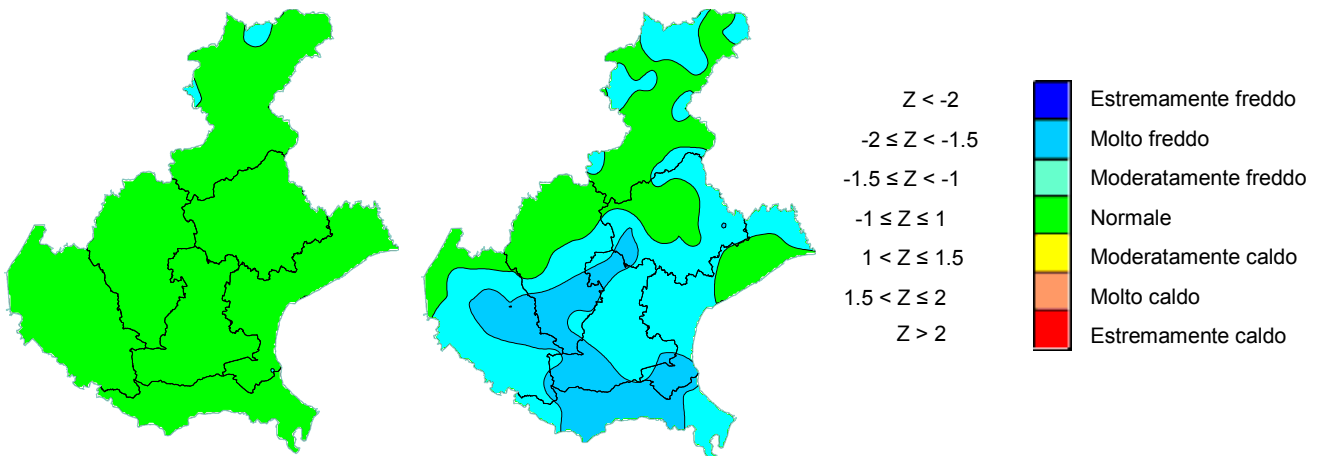 Z < -2 Estremamente freddo
-2 ≤ Z < -1.5 Molto freddo
-1.5 ≤ Z < -1 Moderatamente freddo
-1 ≤ Z ≤ 1 Normale
1 < Z ≤ 1.5 Moderatamente caldo
1.5 < Z ≤ 2 Molto caldo
Z > 2 Estremamente caldo